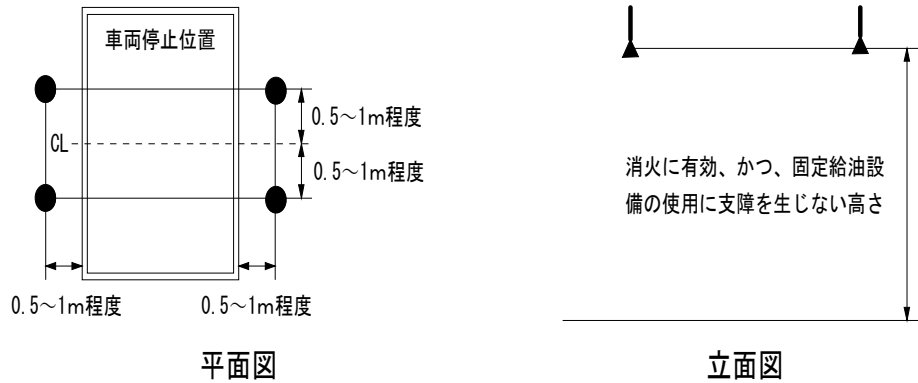 車両停止位置
0.5～1m程度
CL
0.5～1m程度
0.5～1m程度
0.5～1m程度
平面図
消火に有効、かつ、固定給油設
備の使用に支障を生じない高さ
立面図